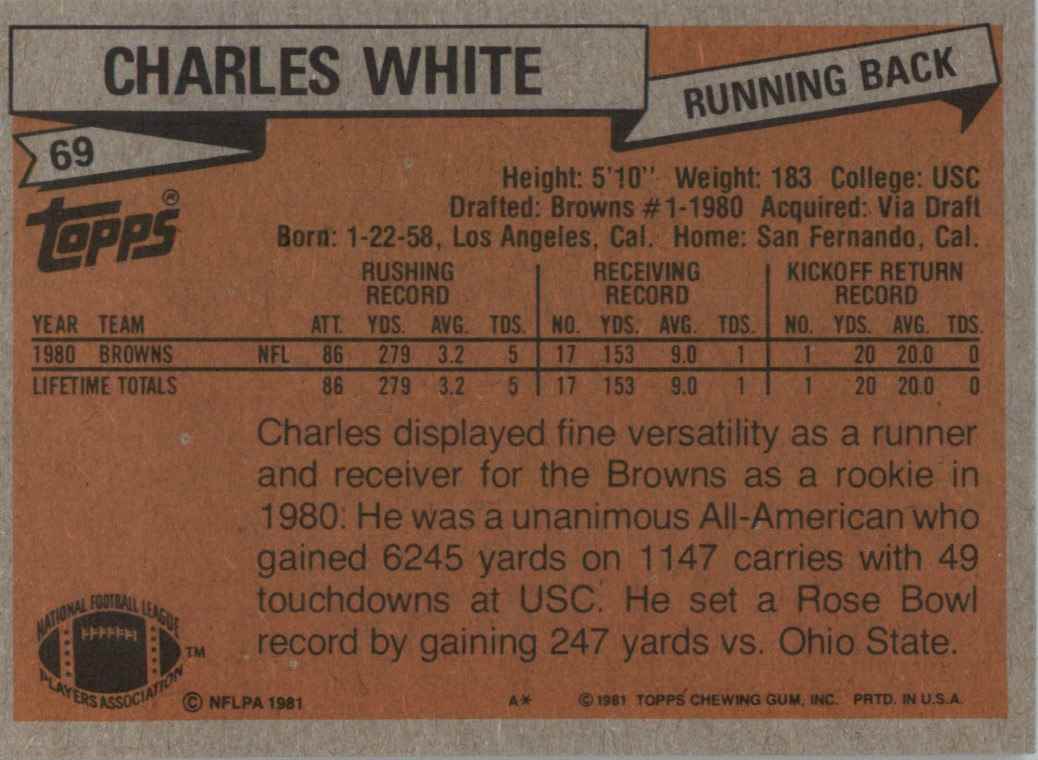 CHARLES WHITE
RUNNING BACK
69
TOPPS®
Height: 5'10'' Weight: 183 College: USC
Drafted: Browns #1-1980 Acquired: Via Draft
Born: 1-22-58, Los Angeles, Cal. Home: San Fernando, Cal.
RUSHING RECORD RECEIVING RECORD KICKOFF RETURN RECORD
YEAR TEAM ATT. YDS. AVG. TDS. NO. YDS. AVG. TDS. NO. YDS. AVG. TDS.
1980 BROWNS NFL 86 279 3.2 5 17 153 9.0 1 1 20 20.0 0
LIFETIME TOTALS 86 279 3.2 5 17 153 9.0 1 1 20 20.0 0
Charles displayed fine versatility as a runner
and receiver for the Browns as a rookie in
1980. He was a unanimous All-American who
gained 6245 yards on 1147 carries with 49
touchdowns at USC. He set a Rose Bowl
record by gaining 247 yards vs. Ohio State.
NATIONAL FOOTBALL LEAGUE
PLAYERS ASSOCIATION
TM
© NFLPA 1981 A* © 1981 TOPPS CHEWING GUM, INC. PRTD. IN U.S.A.